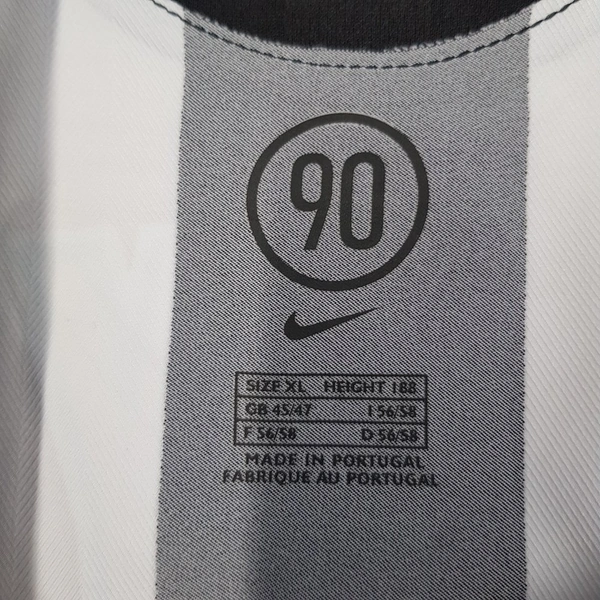 90
SIZE XL HEIGHT 188
GB 45/47 I 56/58
F 56/58 D 56/58
MADE IN PORTUGAL
FABRIQUE AU PORTUGAL